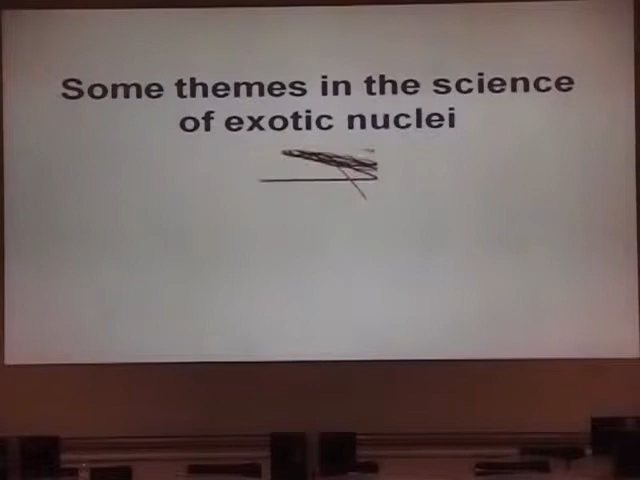 Some themes in the science
of exotic nuclei